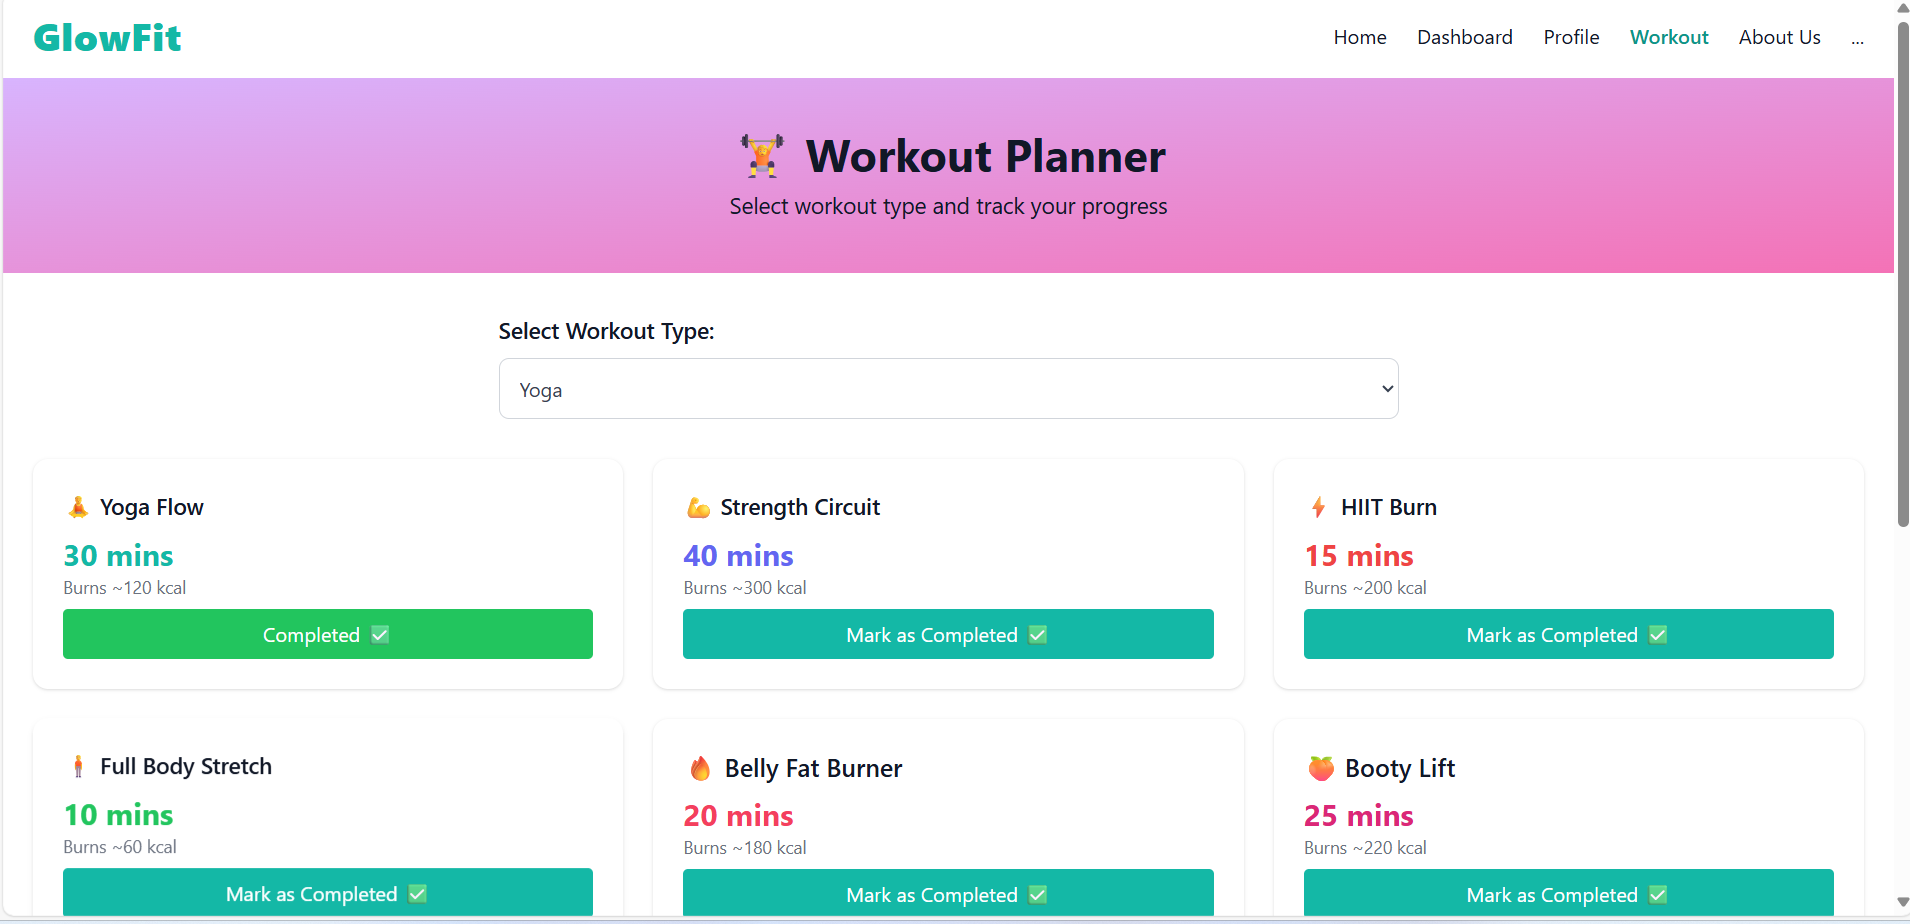 GlowFit
Home Dashboard Profile Workout About Us ...
🏋️ Workout Planner
Select workout type and track your progress
Select Workout Type:
Yoga
🧘 Yoga Flow
30 mins
Burns ~120 kcal
Completed ✅
💪 Strength Circuit
40 mins
Burns ~300 kcal
Mark as Completed ✅
⚡ HIIT Burn
15 mins
Burns ~200 kcal
Mark as Completed ✅
🧍 Full Body Stretch
10 mins
Burns ~60 kcal
Mark as Completed ✅
🔥 Belly Fat Burner
20 mins
Burns ~180 kcal
Mark as Completed ✅
🍑 Booty Lift
25 mins
Burns ~220 kcal
Mark as Completed ✅